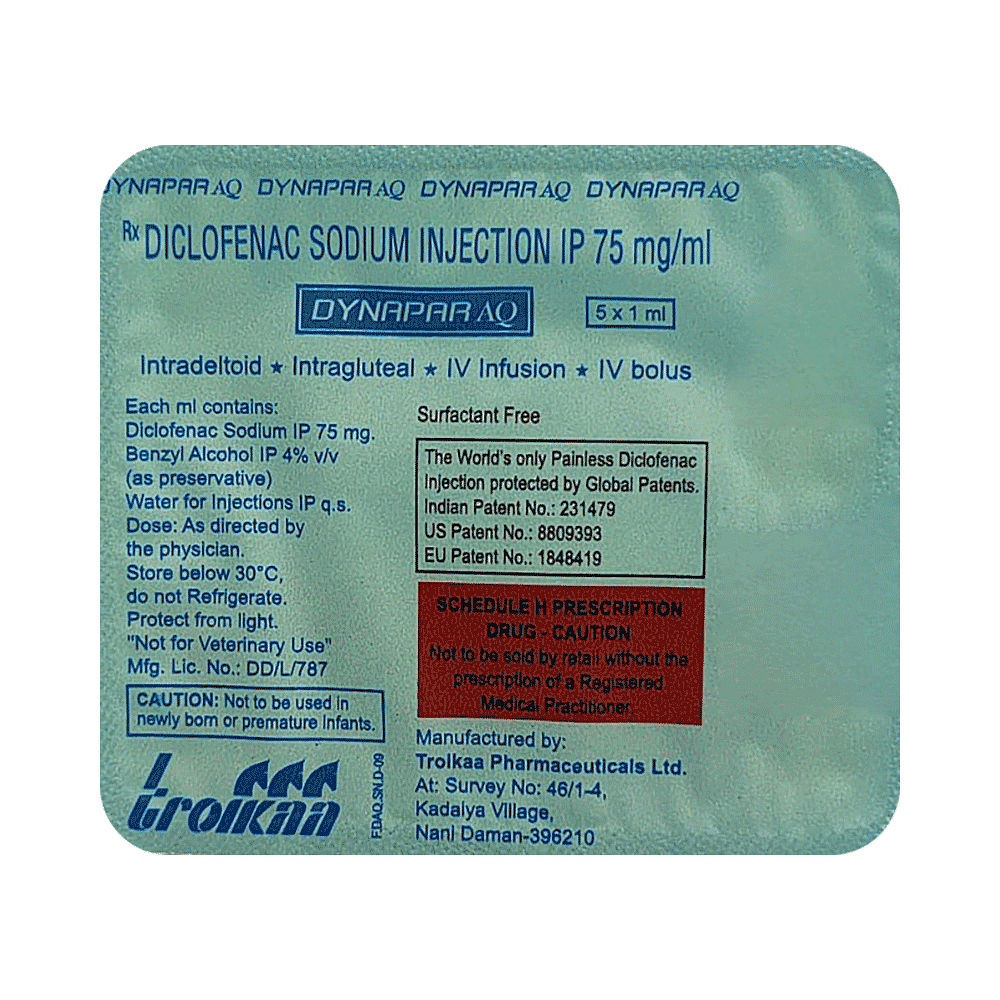 DYNAPAR AQ DYNAPAR AQ DYNAPAR AQ DYNAPAR AQ
Rx DICLOFENAC SODIUM INJECTION IP 75 mg/ml
DYNAPAR AQ
5 x 1 ml
Intradeltoid ★ Intragluteal ★ IV Infusion ★ IV bolus
Each ml contains:
Diclofenac Sodium IP 75 mg.
Benzyl Alcohol IP 4% v/v
(as preservative)
Water for Injections IP q.s.
Dose: As directed by
the physician.
Store below 30°C,
do not Refrigerate.
Protect from light.
"Not for Veterinary Use"
Mfg. Lic. No.: DD/L/787
CAUTION: Not to be used in
newly born or premature Infants.
troikaa
F.DAQ.SN.D-09
Surfactant Free
The World's only Painless Diclofenac
Injection protected by Global Patents.
Indian Patent No.: 231479
US Patent No.: 8809393
EU Patent No.: 1848419
SCHEDULE H PRESCRIPTION
DRUG - CAUTION
Not to be sold by retail without the
prescription of a Registered
Medical Practitioner.
Manufactured by:
Troikaa Pharmaceuticals Ltd.
At: Survey No: 46/1-4,
Kadaiya Village,
Nani Daman-396210